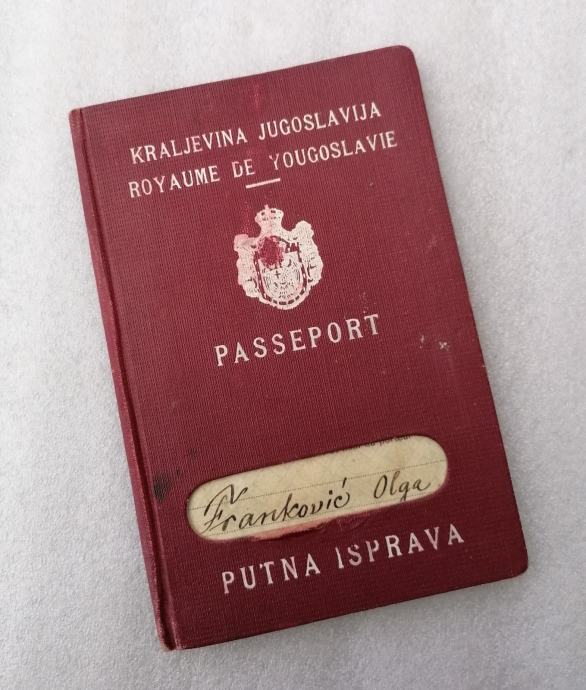 KRALJEVINA JUGOSLAVIJA
ROYAUME DE YOUGOSLAVIE
PASSEPORT
Franković Olga
PUTNA ISPRAVA